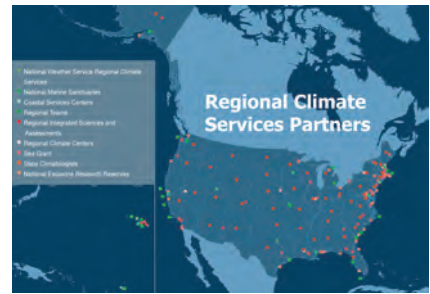 National Weather Service Regional Climate
Services
National Marine Sanctuaries
Coastal Services Centers
Regional Teams
Regional Integrated Sciences and
Assessments
Regional Climate Centers
Sea Grant
State Climatologists
National Estuarine Research Reserves
Regional Climate
Services Partners